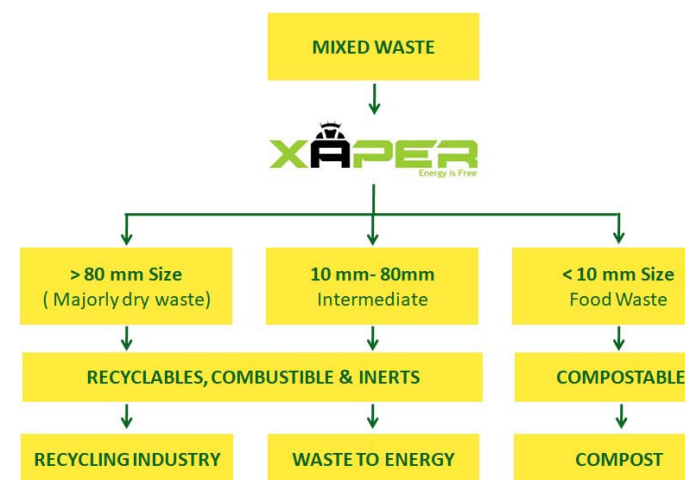 MIXED WASTE
XAPER
Energy is Free
> 80 mm Size
( Majorly dry waste)
10 mm- 80mm
Intermediate
< 10 mm Size
Food Waste
RECYCLABLES, COMBUSTIBLE & INERTS
COMPOSTABLE
RECYCLING INDUSTRY
WASTE TO ENERGY
COMPOST